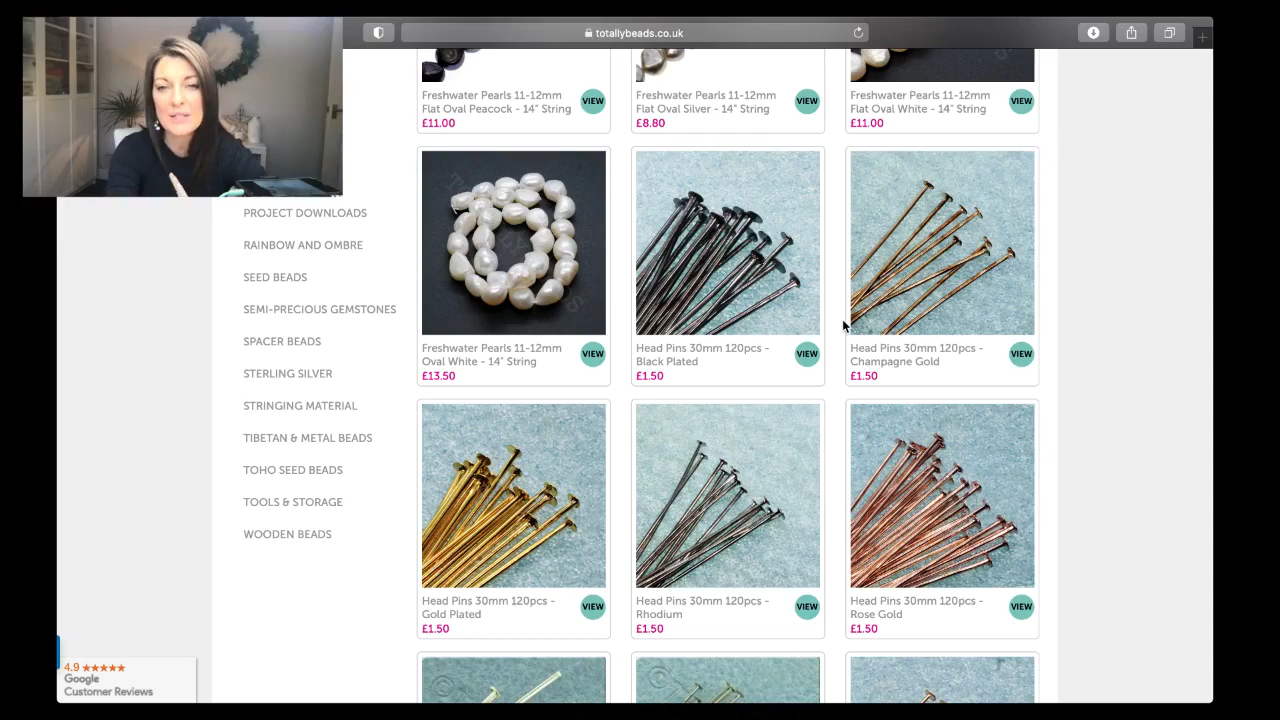 totallybeads.co.uk
Freshwater Pearls 11-12mm
Flat Oval Peacock - 14" String
£11.00
VIEW
Freshwater Pearls 11-12mm
Flat Oval Silver - 14" String
£8.80
VIEW
Freshwater Pearls 11-12mm
Flat Oval White - 14" String
£11.00
VIEW
PROJECT DOWNLOADS
RAINBOW AND OMBRE
SEED BEADS
SEMI-PRECIOUS GEMSTONES
SPACER BEADS
STERLING SILVER
STRINGING MATERIAL
TIBETAN & METAL BEADS
TOHO SEED BEADS
TOOLS & STORAGE
WOODEN BEADS
Freshwater Pearls 11-12mm
Oval White - 14" String
£13.50
VIEW
Head Pins 30mm 120pcs -
Black Plated
£1.50
VIEW
Head Pins 30mm 120pcs -
Champagne Gold
£1.50
VIEW
Head Pins 30mm 120pcs -
Gold Plated
£1.50
VIEW
Head Pins 30mm 120pcs -
Rhodium
£1.50
VIEW
Head Pins 30mm 120pcs -
Rose Gold
£1.50
VIEW
4.9 ★★★★★
Google
Customer Reviews